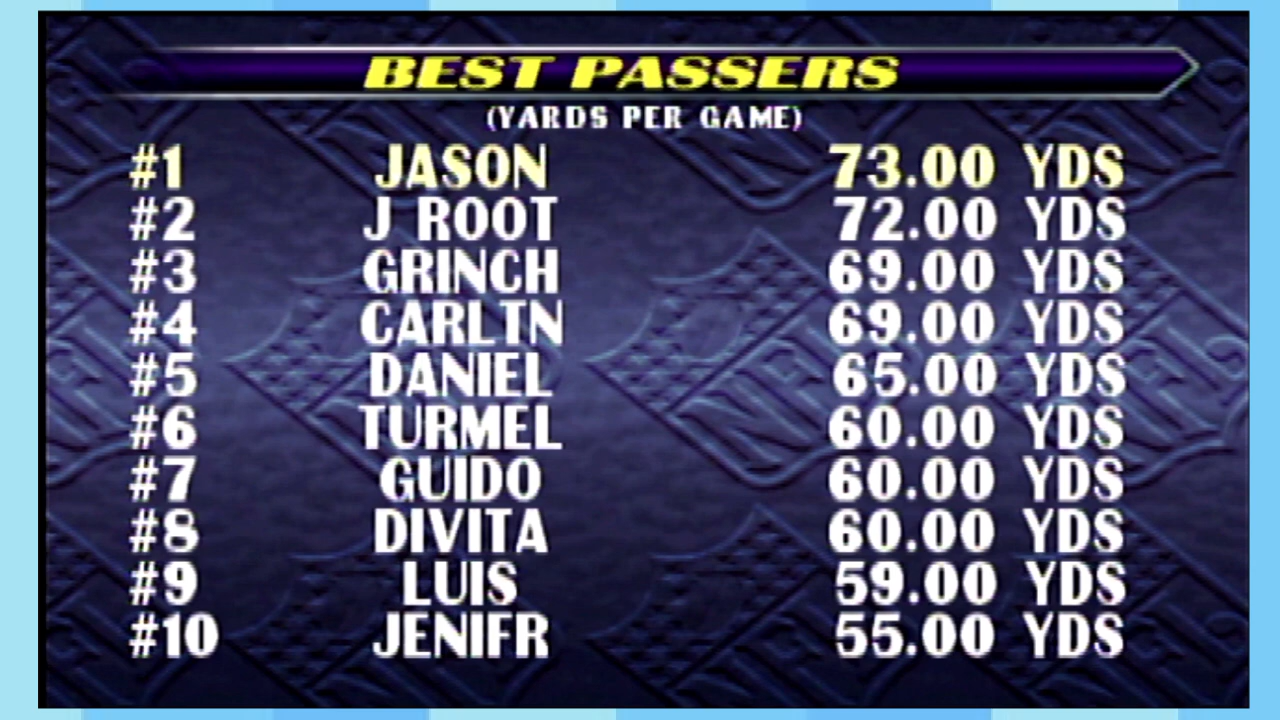 BEST PASSERS
(YARDS PER GAME)
#1 JASON 73.00 YDS
#2 J ROOT 72.00 YDS
#3 GRINCH 69.00 YDS
#4 CARLTN 69.00 YDS
#5 DANIEL 65.00 YDS
#6 TURMEL 60.00 YDS
#7 GUIDO 60.00 YDS
#8 DIVITA 60.00 YDS
#9 LUIS 59.00 YDS
#10 JENIFR 55.00 YDS